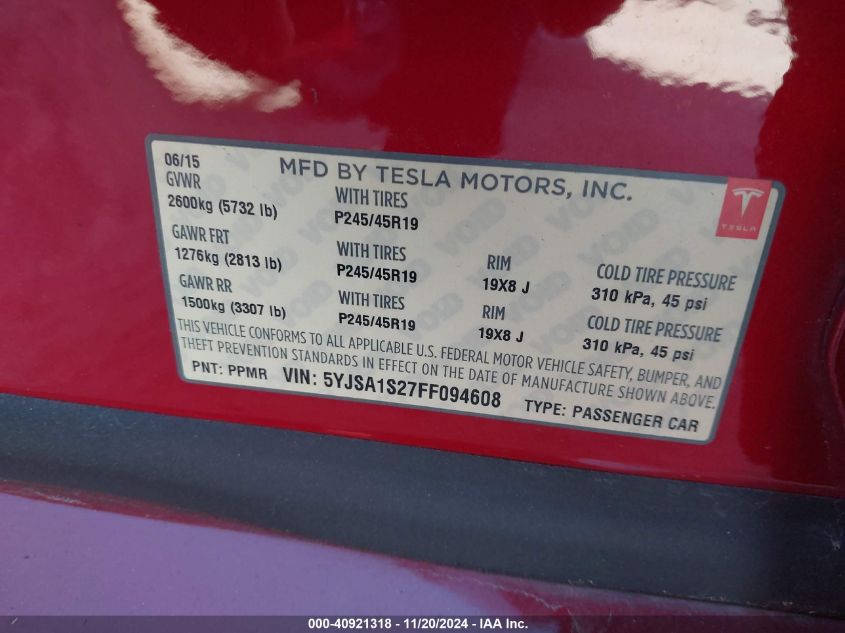 06/15 MFD BY TESLA MOTORS, INC.
GVWR WITH TIRES
2600kg (5732 lb) P245/45R19
TESLA
GAWR FRT WITH TIRES RIM COLD TIRE PRESSURE
1276kg (2813 lb) P245/45R19 19X8 J 310 kPa, 45 psi
GAWR RR WITH TIRES RIM COLD TIRE PRESSURE
1500kg (3307 lb) P245/45R19 19X8 J 310 kPa, 45 psi
THIS VEHICLE CONFORMS TO ALL APPLICABLE U.S. FEDERAL MOTOR VEHICLE SAFETY, BUMPER, AND
THEFT PREVENTION STANDARDS IN EFFECT ON THE DATE OF MANUFACTURE SHOWN ABOVE.
PNT: PPMR VIN: 5YJSA1S27FF094608 TYPE: PASSENGER CAR
000-40921318 - 11/20/2024 - IAA Inc.